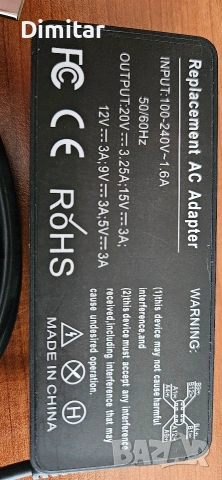 Dimitar
Replacement AC Adapter
INPUT:100-240V~1.6A
50/60Hz
OUTPUT:20V⎓3.25A;15V⎓3A;
12V⎓3A;9V⎓3A;5V⎓3A
FC CE RoHS
WARNING:
(1)this device may not cause harmful
interference,and
(2)this device must accept any interference
received,including interference that may
cause undesired operation.
MADE IN CHINA
BAZAR